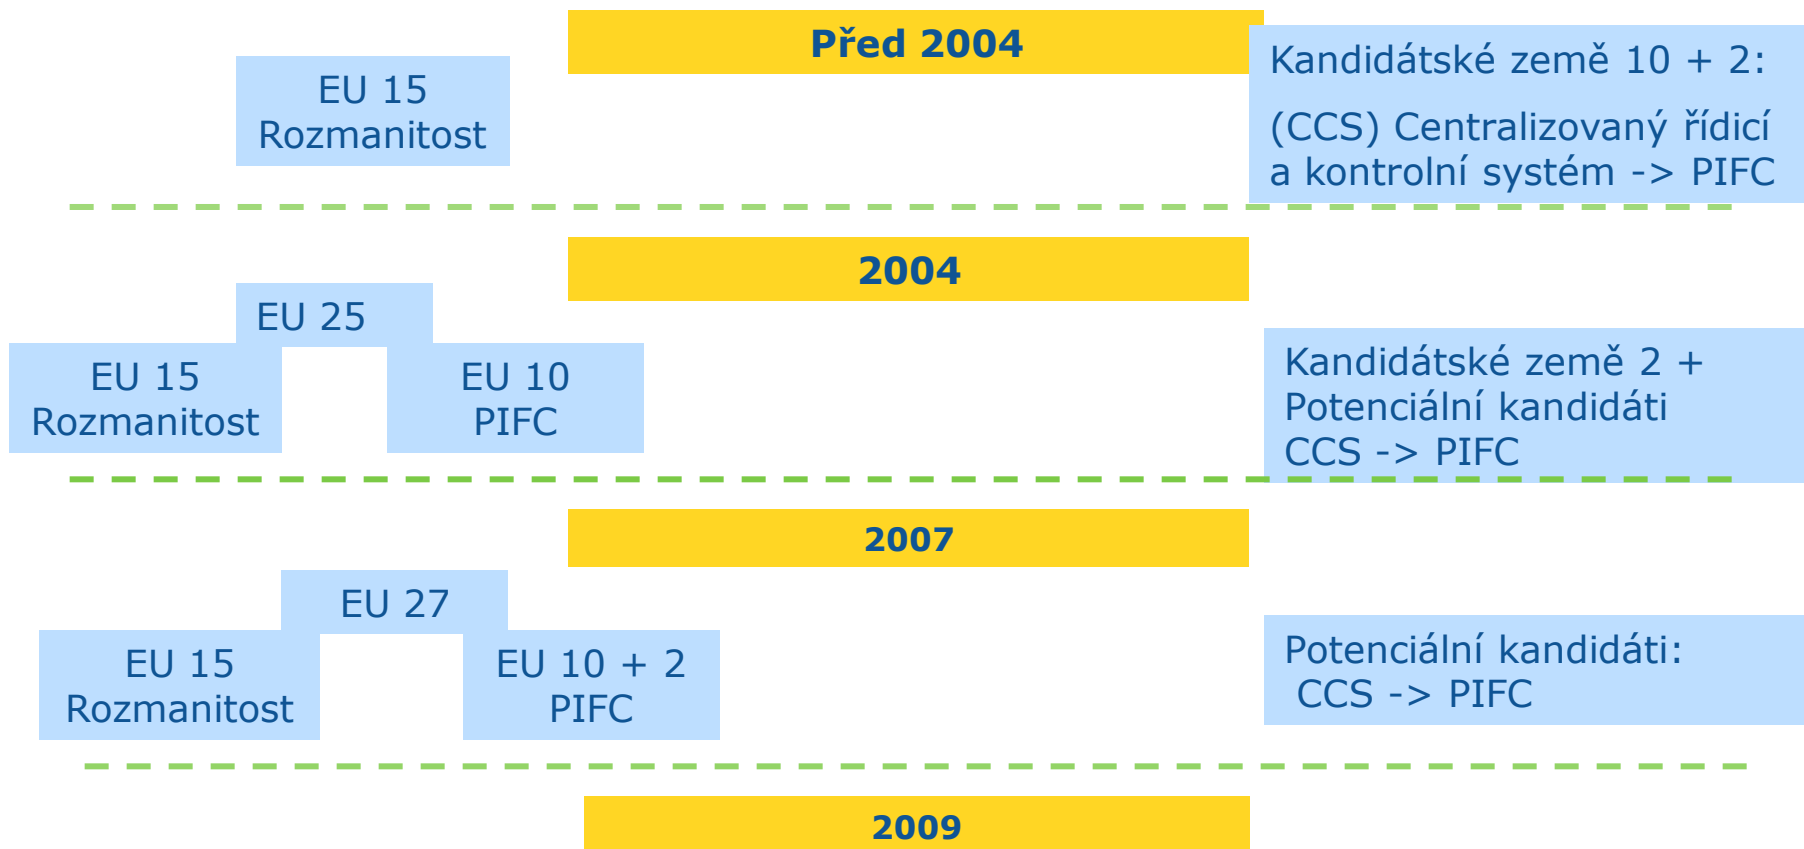 Před 2004
EU 15
Rozmanitost
Kandidátské země 10 + 2:
(CCS) Centralizovaný řídicí
a kontrolní systém -> PIFC
2004
EU 25
EU 15
Rozmanitost
EU 10
PIFC
Kandidátské země 2 +
Potenciální kandidáti
CCS -> PIFC
2007
EU 27
EU 15
Rozmanitost
EU 10 + 2
PIFC
Potenciální kandidáti:
CCS -> PIFC
2009